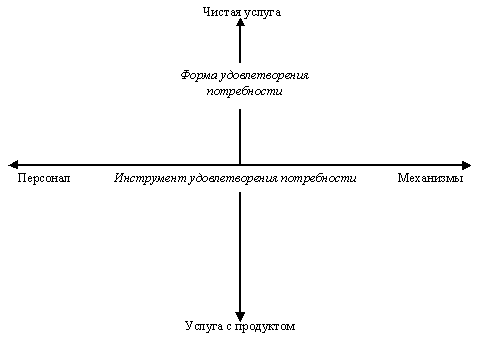 Чистая услуга
Форма удовлетворения
потребности
Персонал
Инструмент удовлетворения потребности
Механизмы
Услуга с продуктом